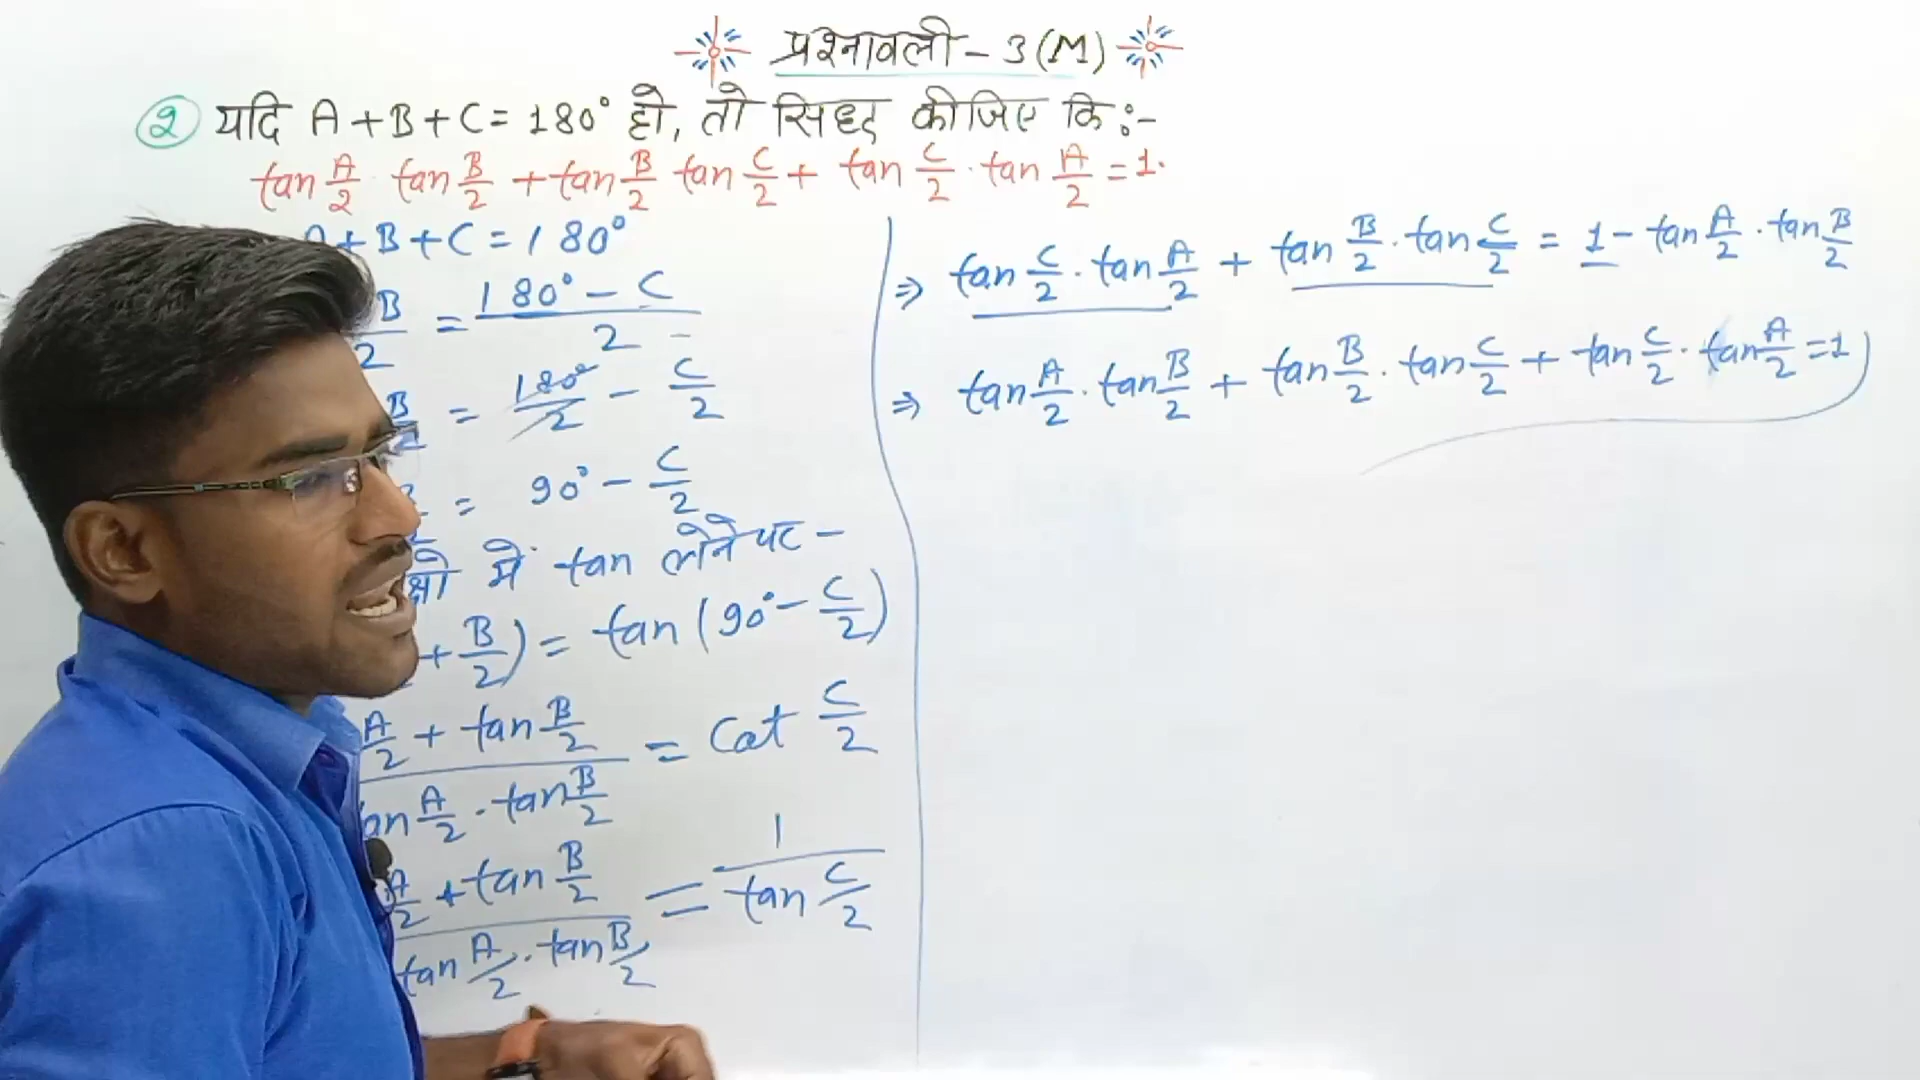 प्रश्नावली - 3(M)
2 यदि A+B+C = 180° हो, तो सिध्द कीजिए कि:-
tan A/2 . tan B/2 + tan B/2 tan C/2 + tan C/2 . tan A/2 = 1.
A+B+C = 180°
B/2 = (180° - C)/2
B/2 = 180°/2 - C/2
= 90° - C/2
क्षो में tan लेने पर -
+ B/2) = tan (90° - C/2)
A/2 + tan B/2 = Cot C/2
an A/2 . tan B/2
A/2 + tan B/2 = 1/(tan C/2)
tan A/2 . tan B/2
⇒ tan C/2 . tan A/2 + tan B/2 . tan C/2 = 1 - tan A/2 . tan B/2
⇒ tan A/2 . tan B/2 + tan B/2 . tan C/2 + tan C/2 . tan A/2 = 1